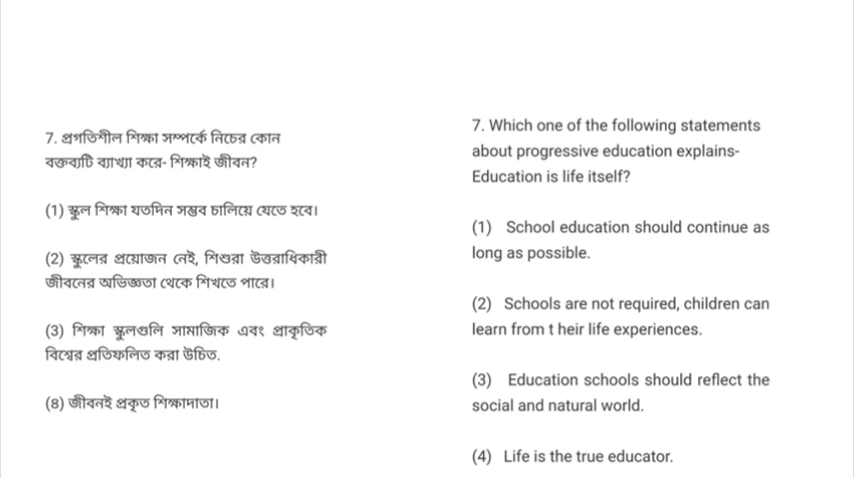 7. প্রগতিশীল শিক্ষা সম্পর্কে নিচের কোন
বক্তব্যটি ব্যাখ্যা করে- শিক্ষাই জীবন?
(1) স্কুল শিক্ষা যতদিন সম্ভব চালিয়ে যেতে হবে।
(2) স্কুলের প্রয়োজন নেই, শিশুরা উত্তরাধিকারী
জীবনের অভিজ্ঞতা থেকে শিখতে পারে।
(3) শিক্ষা স্কুলগুলি সামাজিক এবং প্রাকৃতিক
বিশ্বের প্রতিফলিত করা উচিত.
(৪) জীবনই প্রকৃত শিক্ষাদাতা।
7. Which one of the following statements
about progressive education explains-
Education is life itself?
(1) School education should continue as
long as possible.
(2) Schools are not required, children can
learn from t heir life experiences.
(3) Education schools should reflect the
social and natural world.
(4) Life is the true educator.